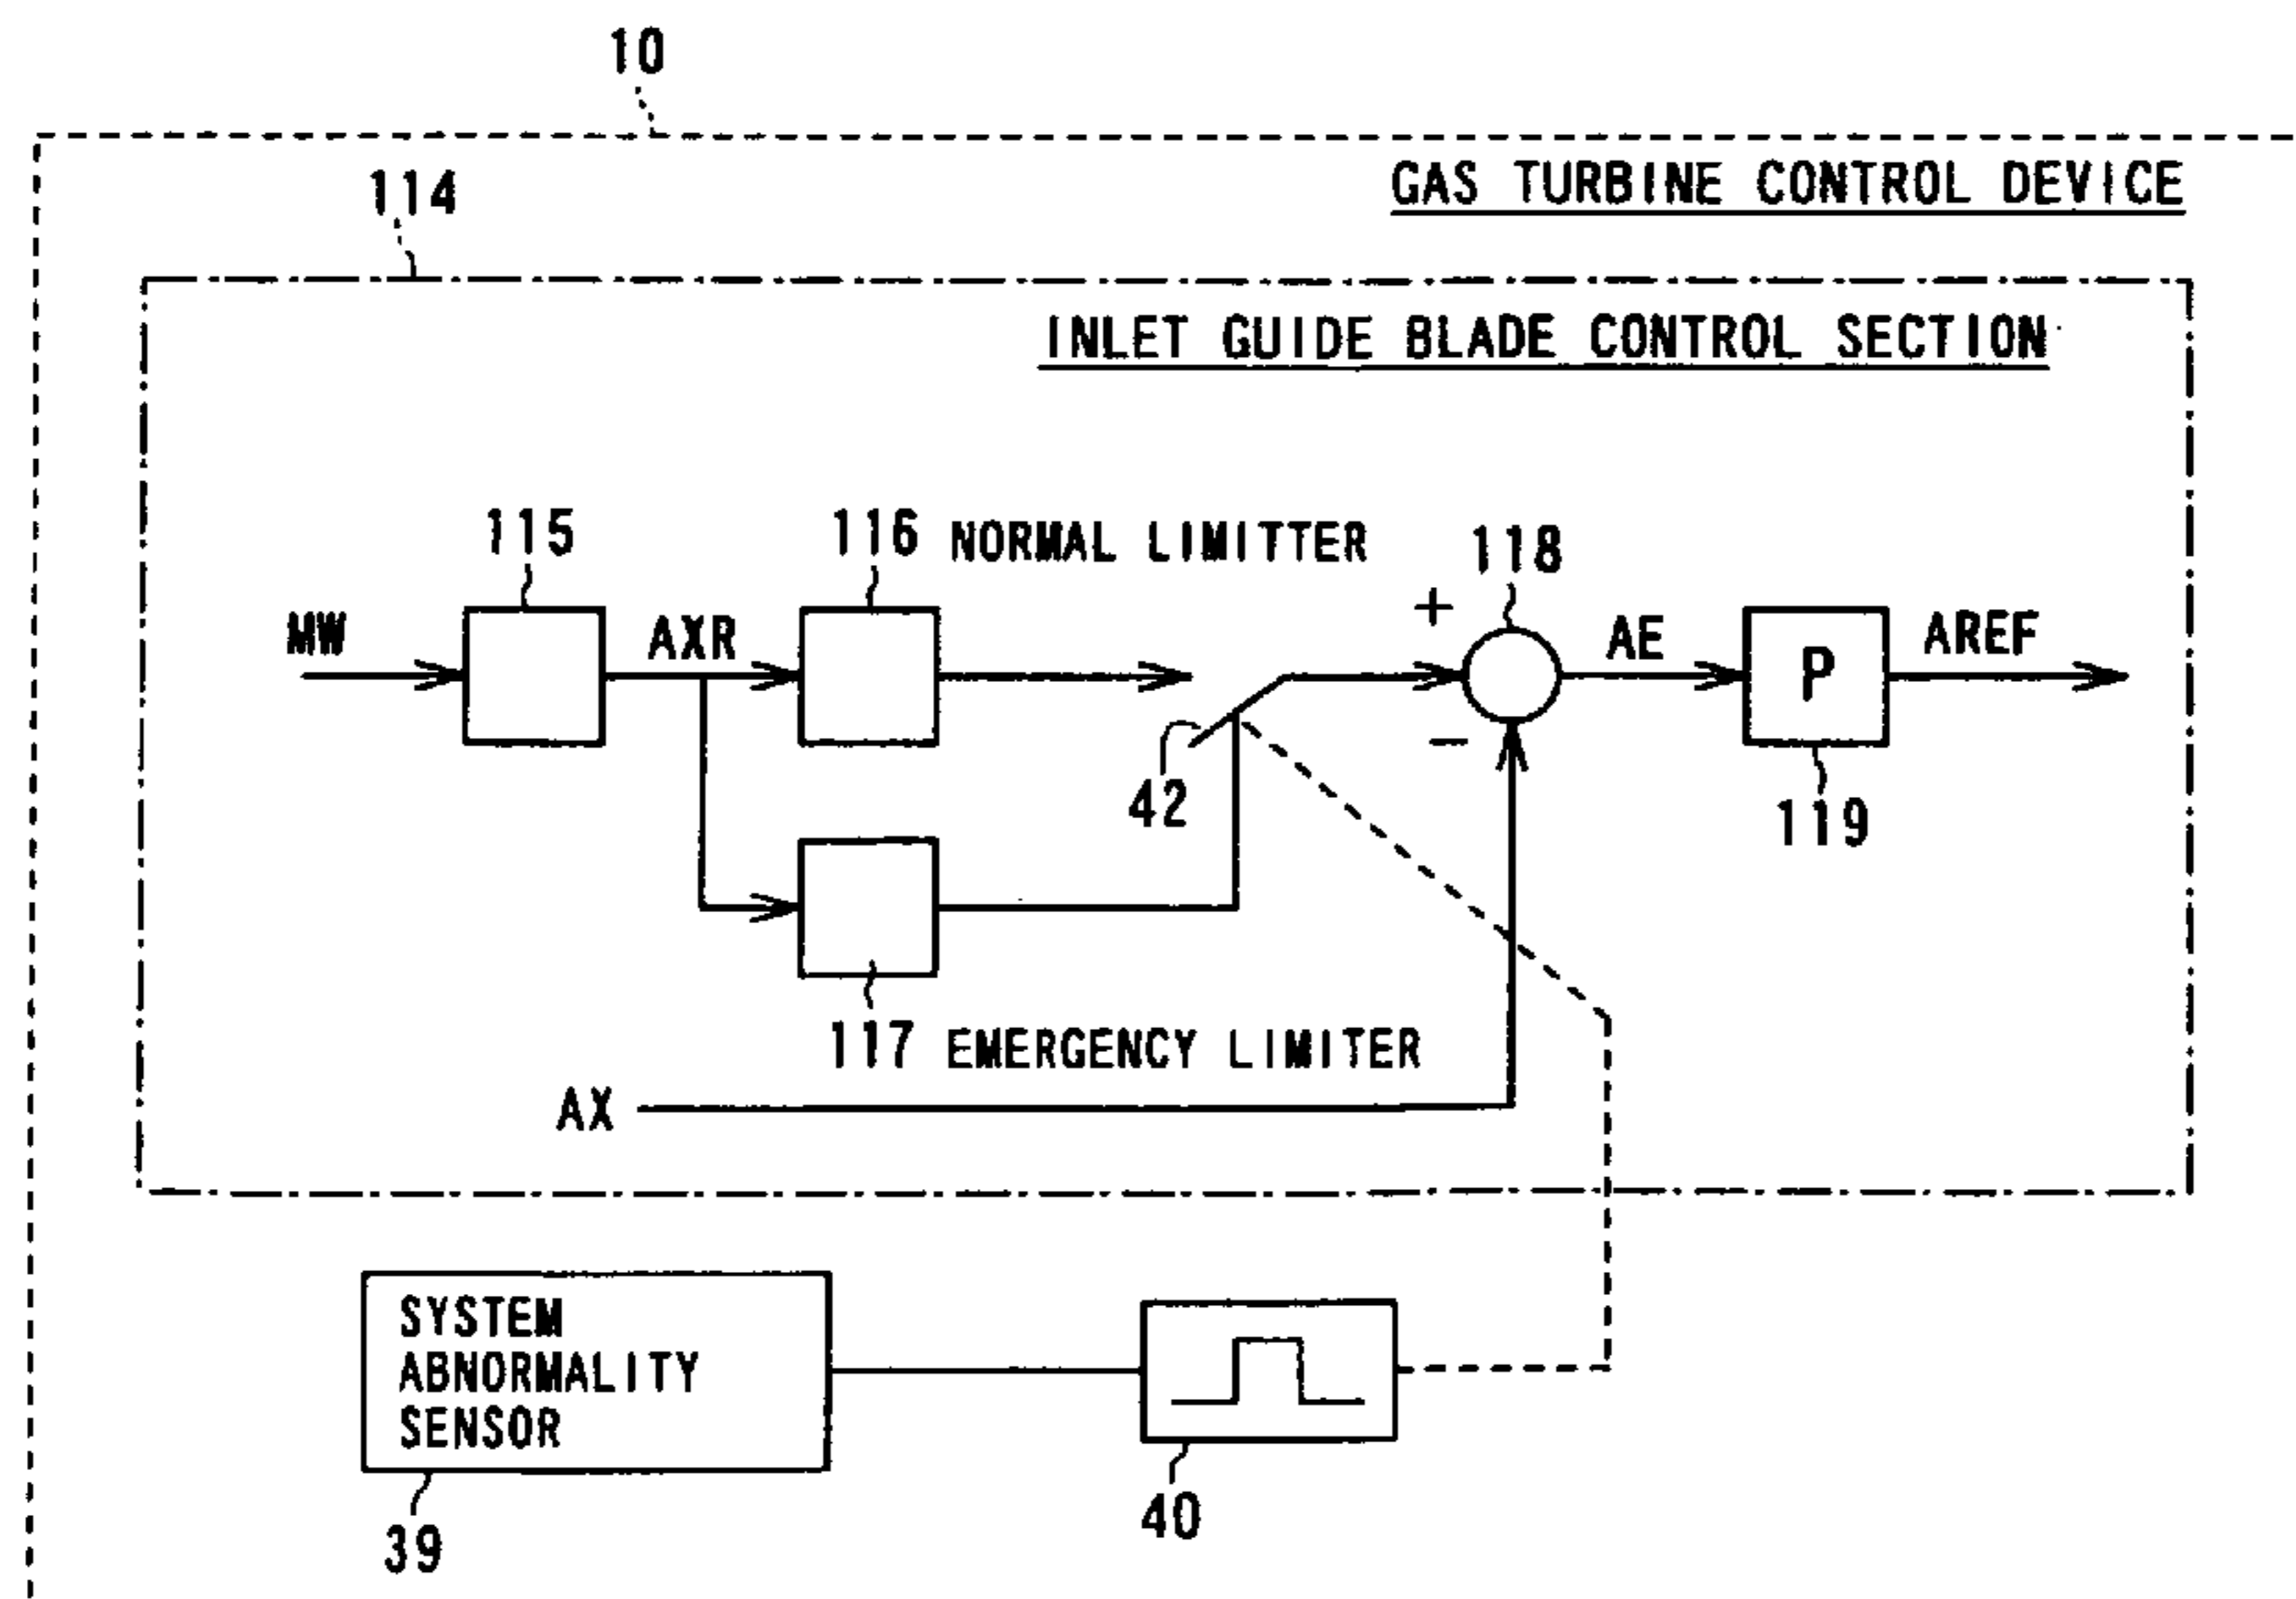 10
GAS TURBINE CONTROL DEVICE
114
INLET GUIDE BLADE CONTROL SECTION
115
116 NORMAL LIMITTER
118
+
MW
AXR
AE
P
AREF
−
42
119
117 EMERGENCY LIMITER
AX
SYSTEM
ABNORMALITY
SENSOR
40
39